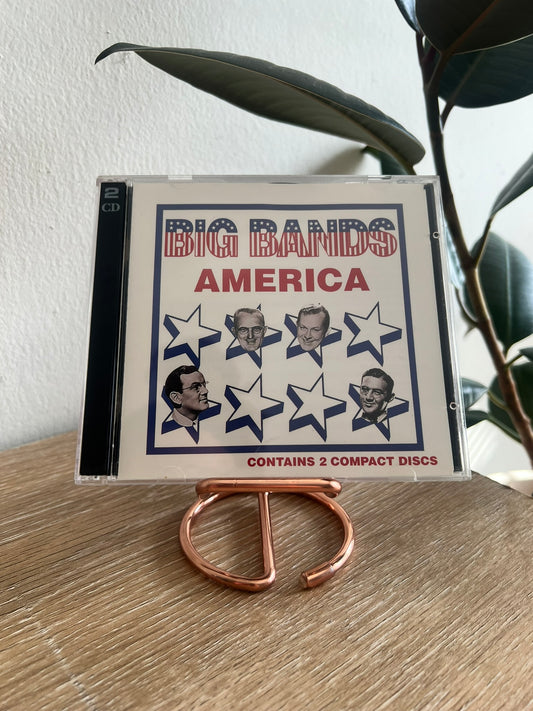 2
CD
BIG BANDS
AMERICA
CONTAINS 2 COMPACT DISCS